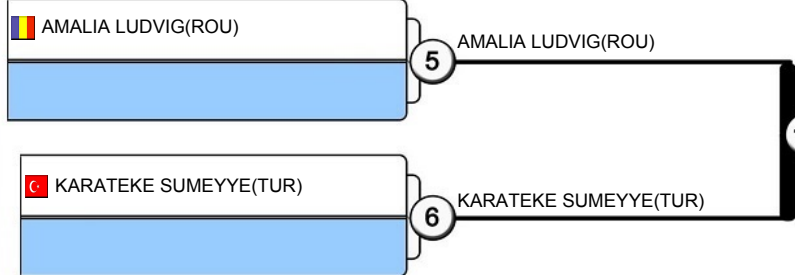 AMALIA LUDVIG(ROU)
5
AMALIA LUDVIG(ROU)
KARATEKE SUMEYYE(TUR)
6
KARATEKE SUMEYYE(TUR)